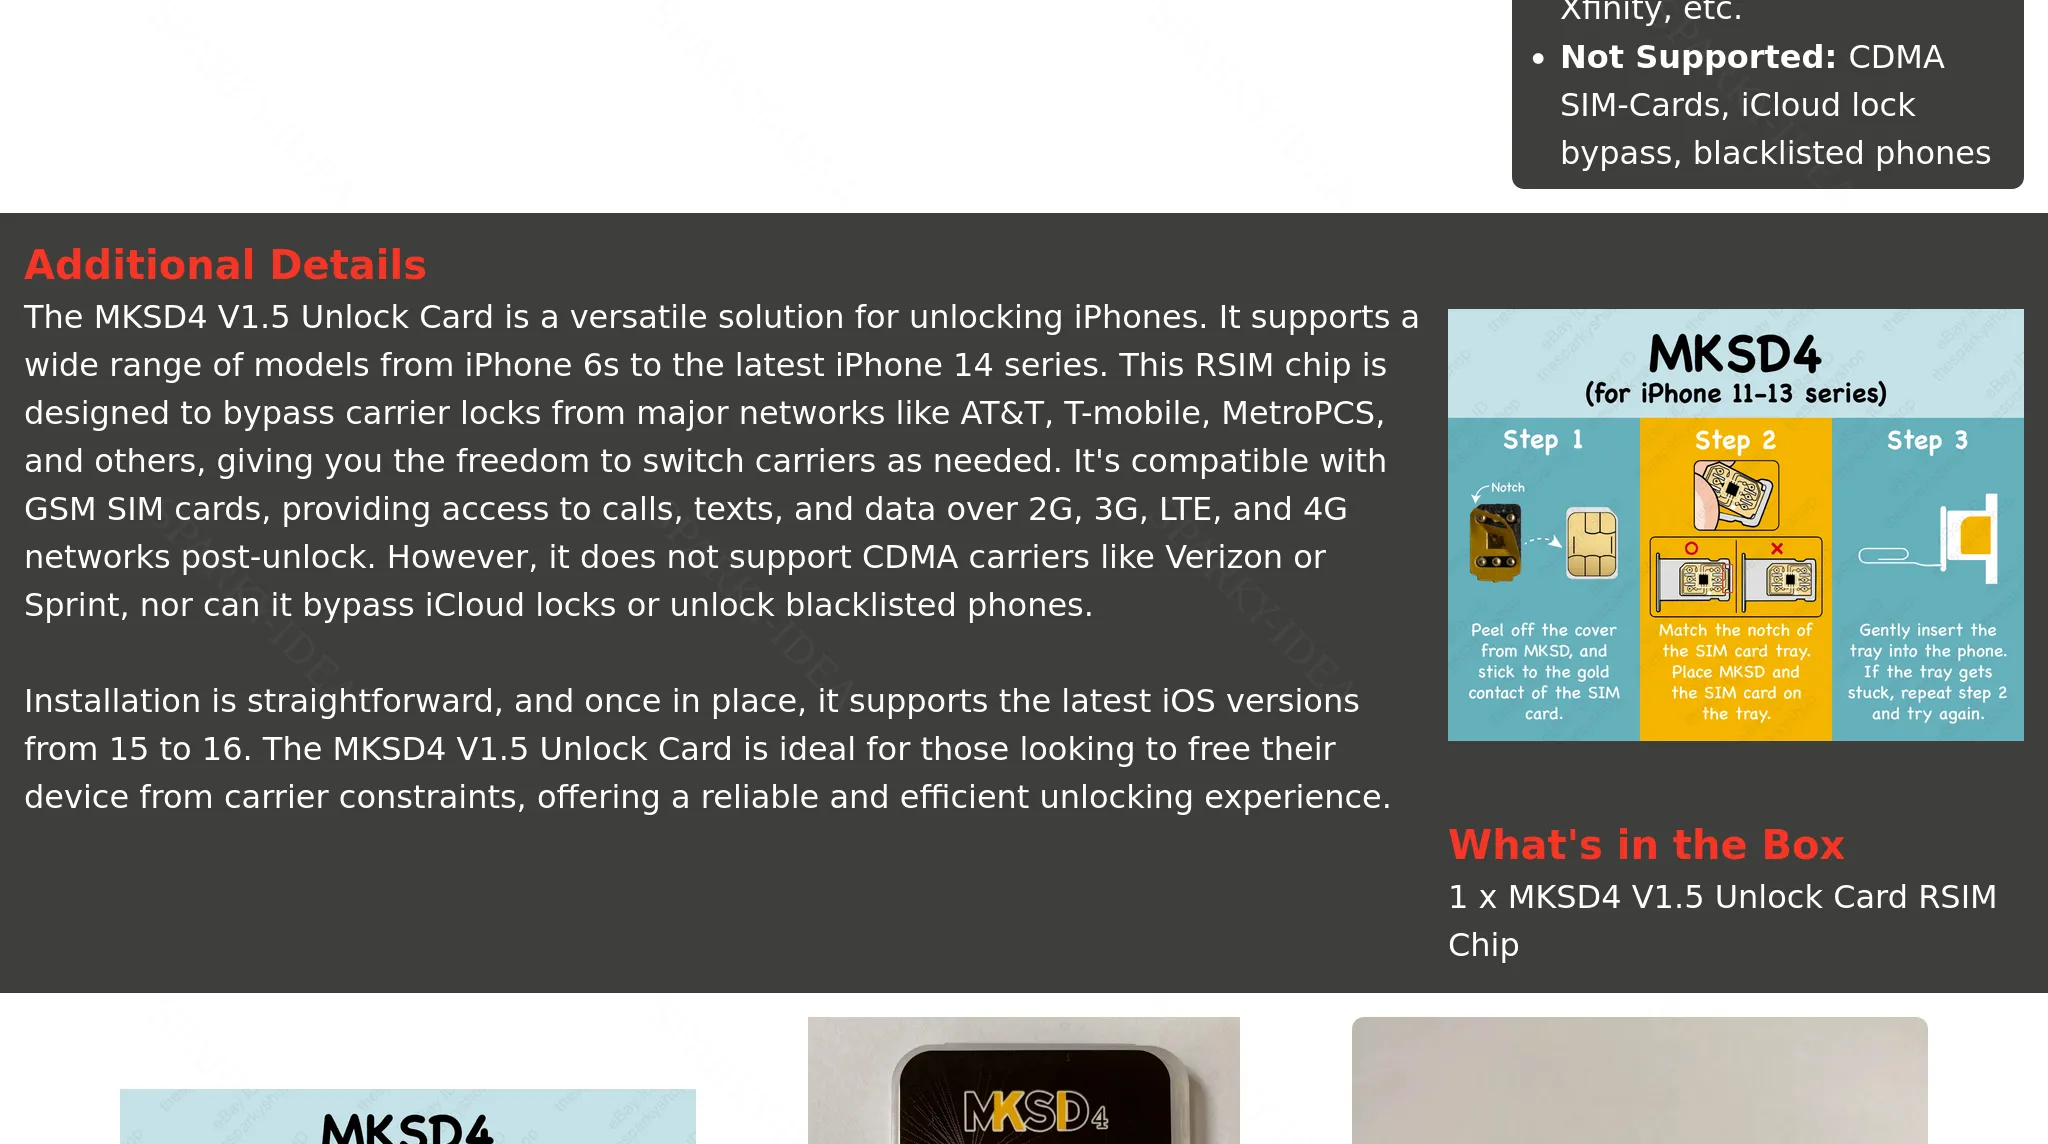 Xfinity, etc.
• Not Supported: CDMA
SIM-Cards, iCloud lock
bypass, blacklisted phones
Additional Details
The MKSD4 V1.5 Unlock Card is a versatile solution for unlocking iPhones. It supports a
wide range of models from iPhone 6s to the latest iPhone 14 series. This RSIM chip is
designed to bypass carrier locks from major networks like AT&T, T-mobile, MetroPCS,
and others, giving you the freedom to switch carriers as needed. It's compatible with
GSM SIM cards, providing access to calls, texts, and data over 2G, 3G, LTE, and 4G
networks post-unlock. However, it does not support CDMA carriers like Verizon or
Sprint, nor can it bypass iCloud locks or unlock blacklisted phones.
Installation is straightforward, and once in place, it supports the latest iOS versions
from 15 to 16. The MKSD4 V1.5 Unlock Card is ideal for those looking to free their
device from carrier constraints, offering a reliable and efficient unlocking experience.
MKSD4
(for iPhone 11-13 series)
Step 1
Notch
Peel off the cover
from MKSD, and
stick to the gold
contact of the SIM
card.
Step 2
Match the notch of
the SIM card tray.
Place MKSD and
the SIM card on
the tray.
Step 3
Gently insert the
tray into the phone.
If the tray gets
stuck, repeat step 2
and try again.
What's in the Box
1 x MKSD4 V1.5 Unlock Card RSIM
Chip
MKSD4
MKSD4